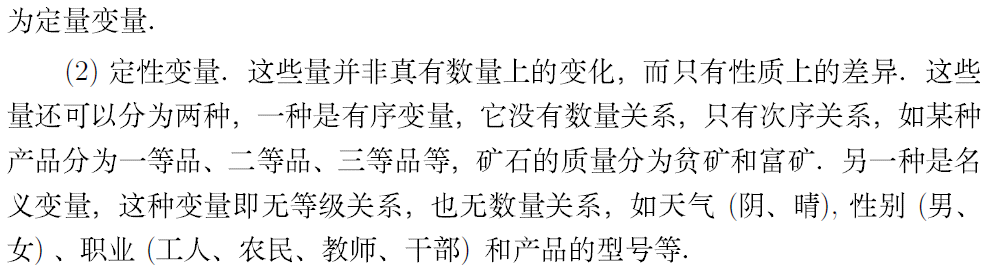 为定量变量.
(2) 定性变量. 这些量并非真有数量上的变化, 而只有性质上的差异. 这些
量还可以分为两种, 一种是有序变量, 它没有数量关系, 只有次序关系, 如某种
产品分为一等品、二等品、三等品等, 矿石的质量分为贫矿和富矿. 另一种是名
义变量, 这种变量即无等级关系, 也无数量关系, 如天气 (阴、晴), 性别 (男、
女) 、职业 (工人、农民、教师、干部) 和产品的型号等.